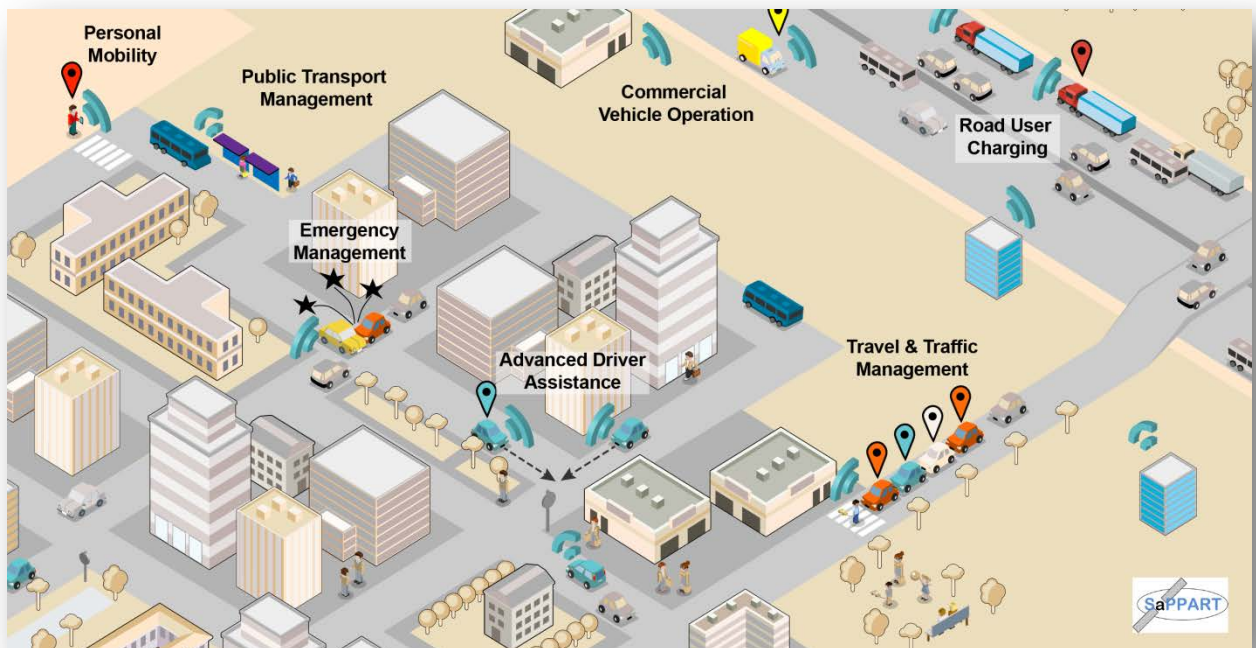 Personal
Mobility
Public Transport
Management
Commercial
Vehicle Operation
Road User
Charging
Emergency
Management
Advanced Driver
Assistance
Travel & Traffic
Management
SaPPART